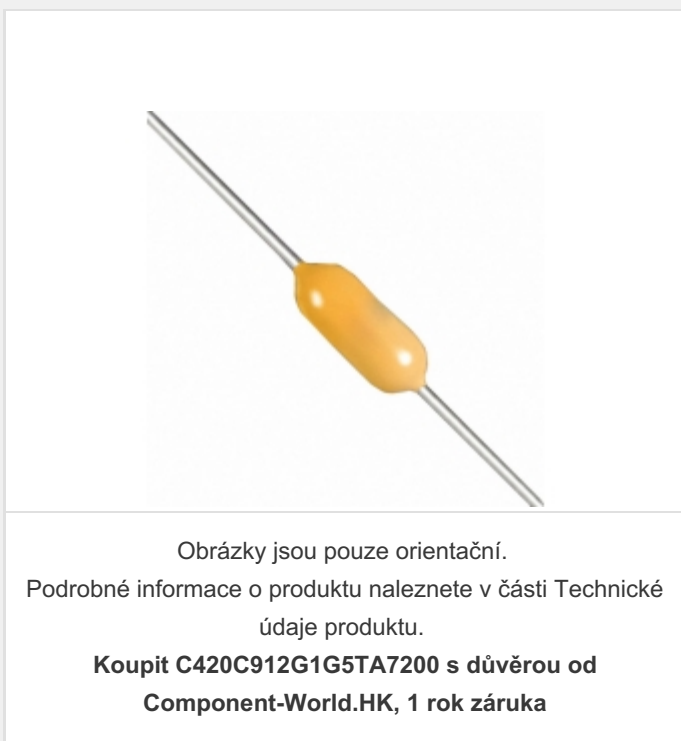 Obrázky jsou pouze orientační.
Podrobné informace o produktu naleznete v části Technické
údaje produktu.
Koupit C420C912G1G5TA7200 s důvěrou od
Component-World.HK, 1 rok záruka